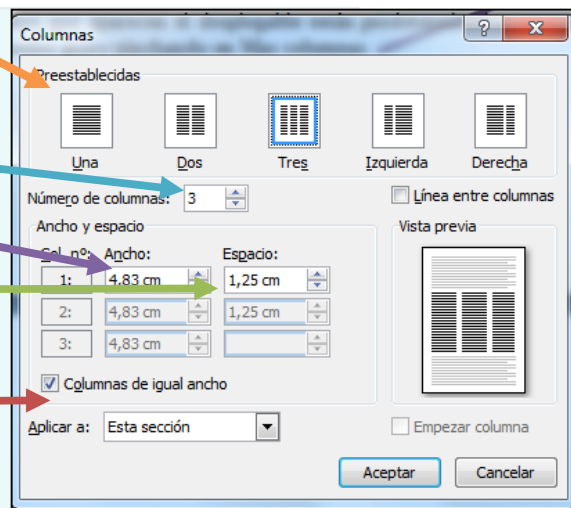 Columnas
Preestablecidas
Una Dos Tres Izquierda Derecha
Número de columnas: 3 Línea entre columnas
Ancho y espacio Vista previa
Col. nº: Ancho: Espacio:
1: 4,83 cm 1,25 cm
2: 4,83 cm 1,25 cm
3: 4,83 cm
Columnas de igual ancho
Aplicar a: Esta sección Empezar columna
Aceptar Cancelar